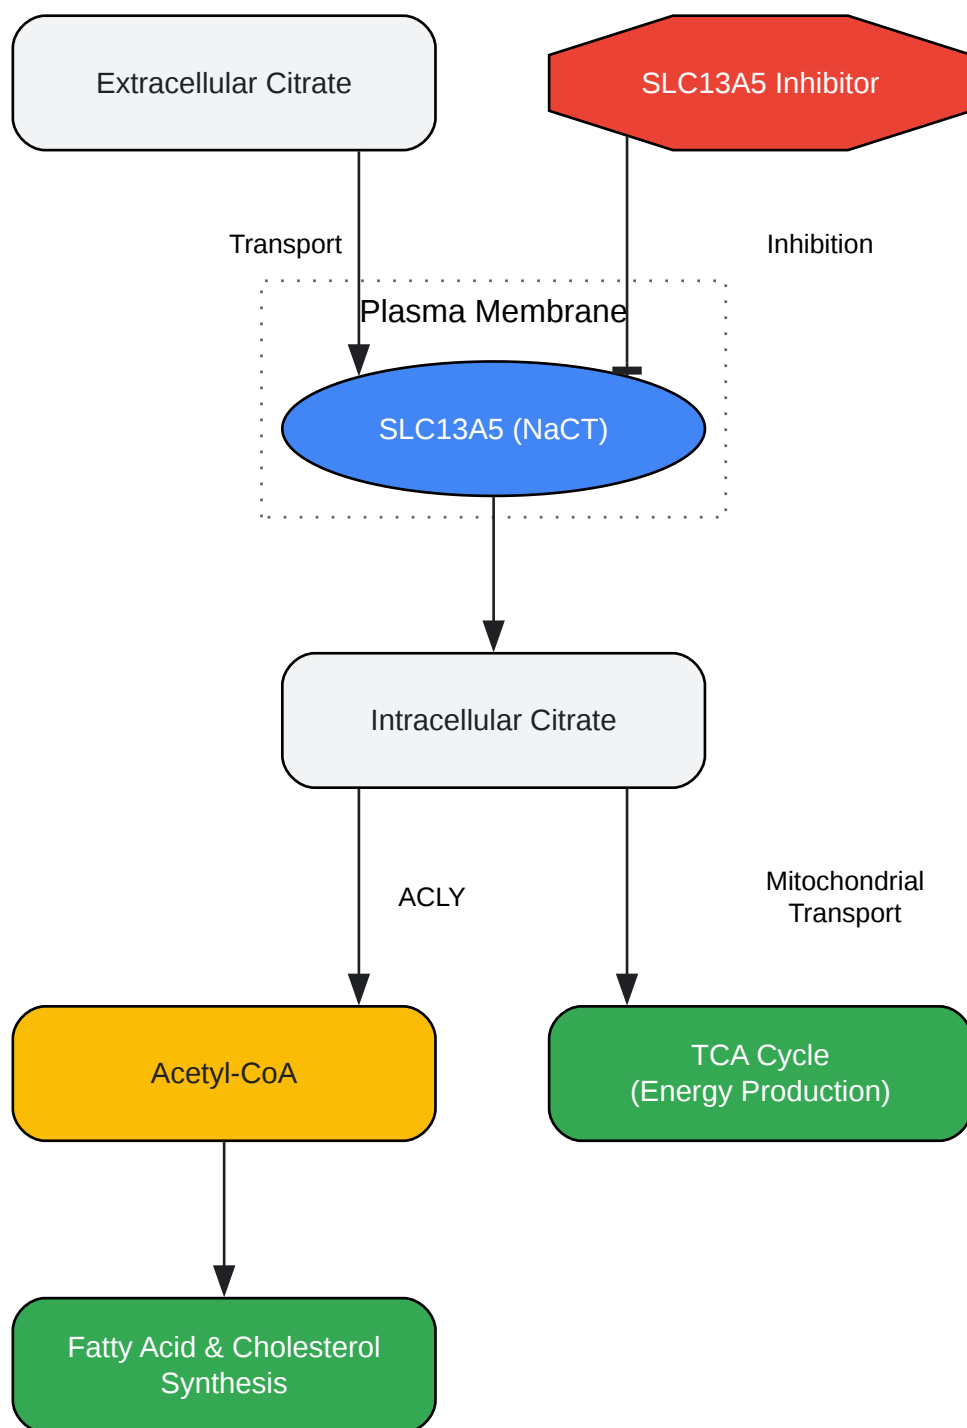 Extracellular Citrate
SLC13A5 Inhibitor
Transport
Inhibition
Plasma Membrane
SLC13A5 (NaCT)
Intracellular Citrate
ACLY
Mitochondrial
Transport
Acetyl-CoA
TCA Cycle
(Energy Production)
Fatty Acid & Cholesterol
Synthesis